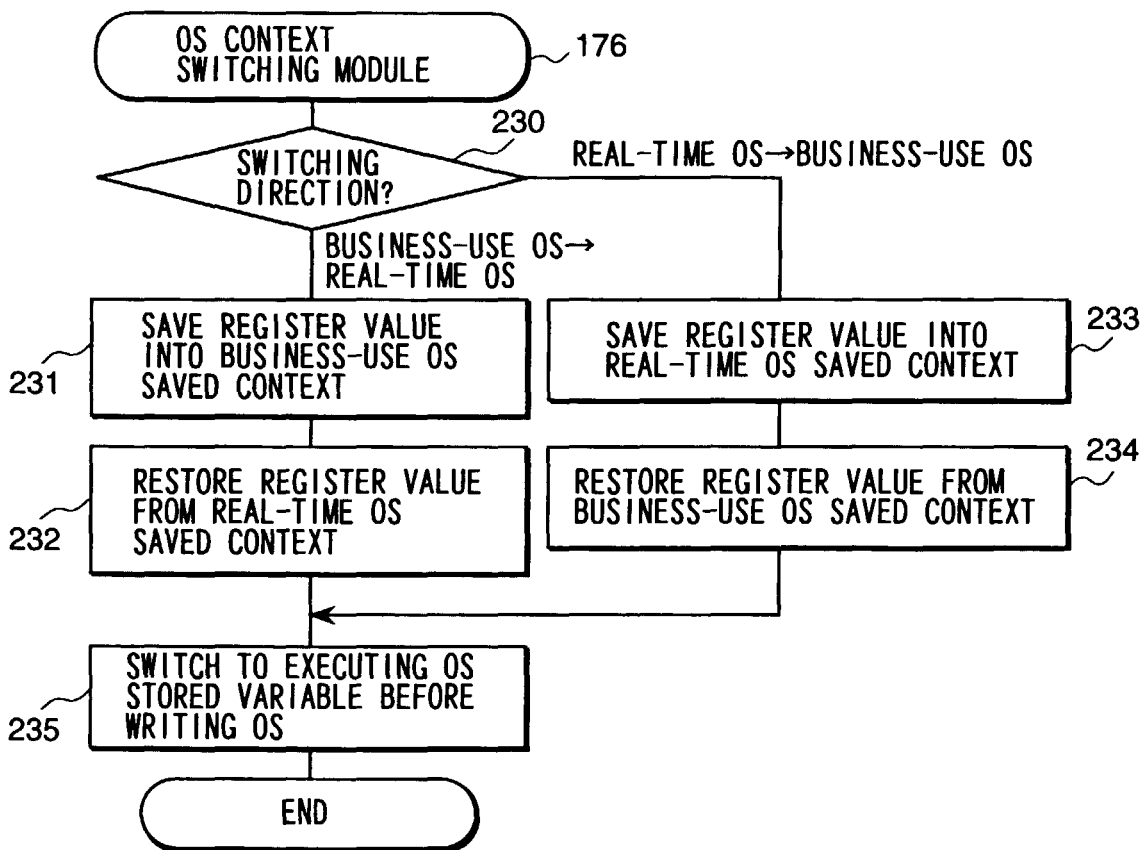 OS CONTEXT
SWITCHING MODULE
176
230
SWITCHING
DIRECTION?
REAL-TIME OS→BUSINESS-USE OS
BUSINESS-USE OS→
REAL-TIME OS
SAVE REGISTER VALUE
INTO BUSINESS-USE OS
SAVED CONTEXT
231
SAVE REGISTER VALUE INTO
REAL-TIME OS SAVED CONTEXT
233
RESTORE REGISTER VALUE
FROM REAL-TIME OS
SAVED CONTEXT
232
RESTORE REGISTER VALUE FROM
BUSINESS-USE OS SAVED CONTEXT
234
SWITCH TO EXECUTING OS
STORED VARIABLE BEFORE
WRITING OS
235
END